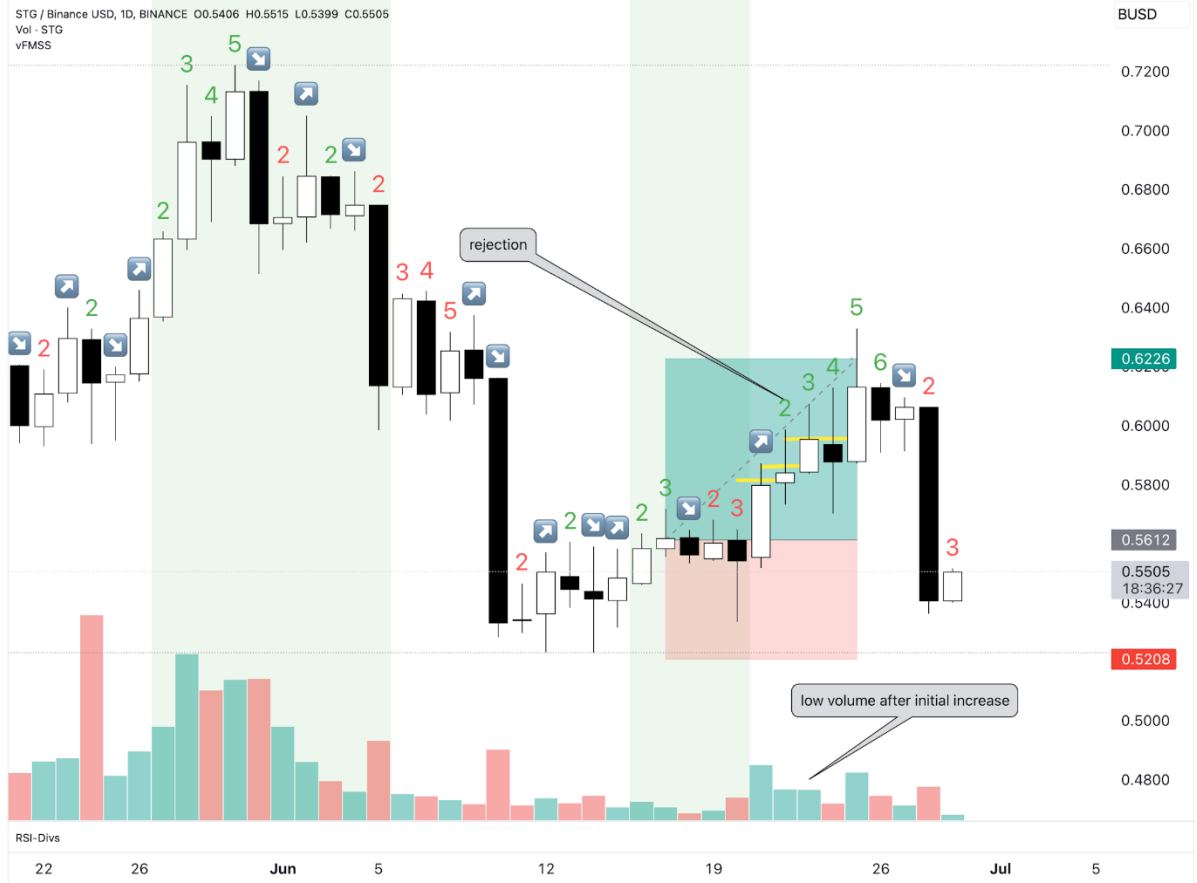 STG / Binance USD, 1D, BINANCE O0.5406 H0.5515 L0.5399 C0.5505
BUSD
Vol · STG
vFMSS
5
3
0.7200
4
0.7000
2 2 2
0.6800
2
0.6600
rejection
3 4
2 5
0.6400
5
2
0.6226
4 6
3 2
2
0.6000
3 2 3
0.5800
2 2
0.5612
2 3
0.5505
18:36:27
0.5400
0.5208
low volume after initial increase
0.5000
0.4800
RSI-Divs
22 26 Jun 5 12 19 26 Jul 5